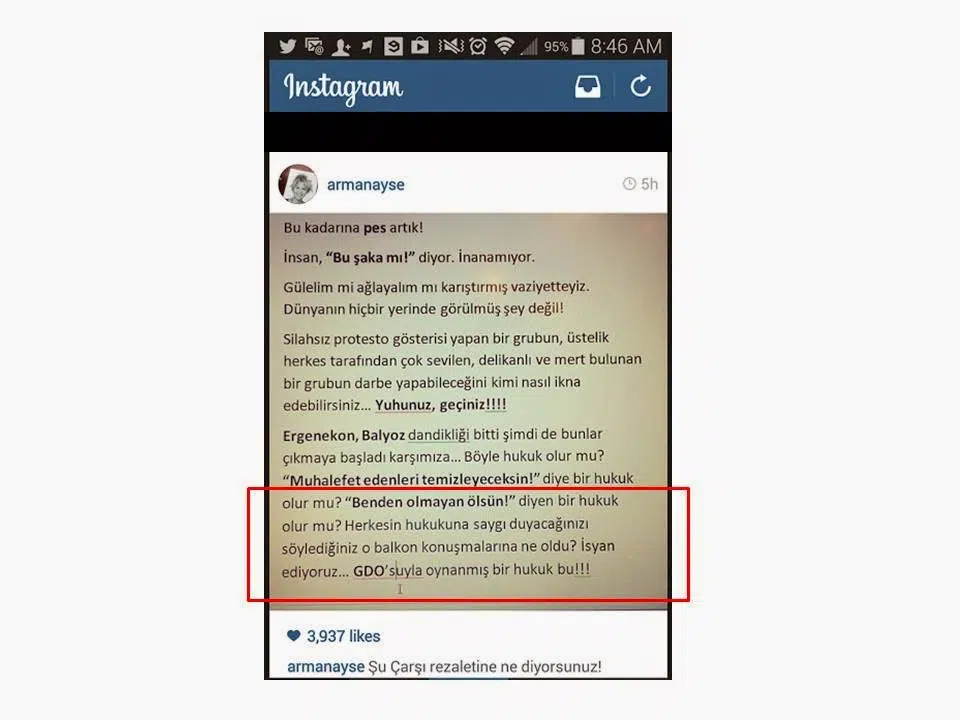 95% 8:46 AM
Instagram
armanayse 5h
Bu kadarına pes artık!
İnsan, “Bu şaka mı!” diyor. İnanamıyor.
Gülelim mi ağlayalım mı karıştırmış vaziyetteyiz.
Dünyanın hiçbir yerinde görülmüş şey değil!
Silahsız protesto gösterisi yapan bir grubun, üstelik
herkes tarafından çok sevilen, delikanlı ve mert bulunan
bir grubun darbe yapabileceğini kimi nasıl ikna
edebilirsiniz... Yuhunuz, geçiniz!!!!
Ergenekon, Balyoz dandikliği bitti şimdi de bunlar
çıkmaya başladı karşımıza... Böyle hukuk olur mu?
“Muhalefet edenleri temizleyeceksin!” diye bir hukuk
olur mu? “Benden olmayan ölsün!” diyen bir hukuk
olur mu? Herkesin hukukuna saygı duyacağınızı
söylediğiniz o balkon konuşmalarına ne oldu? İsyan
ediyoruz... GDO’suyla oynanmış bir hukuk bu!!!
3,937 likes
armanayse Şu Çarşı rezaletine ne diyorsunuz!